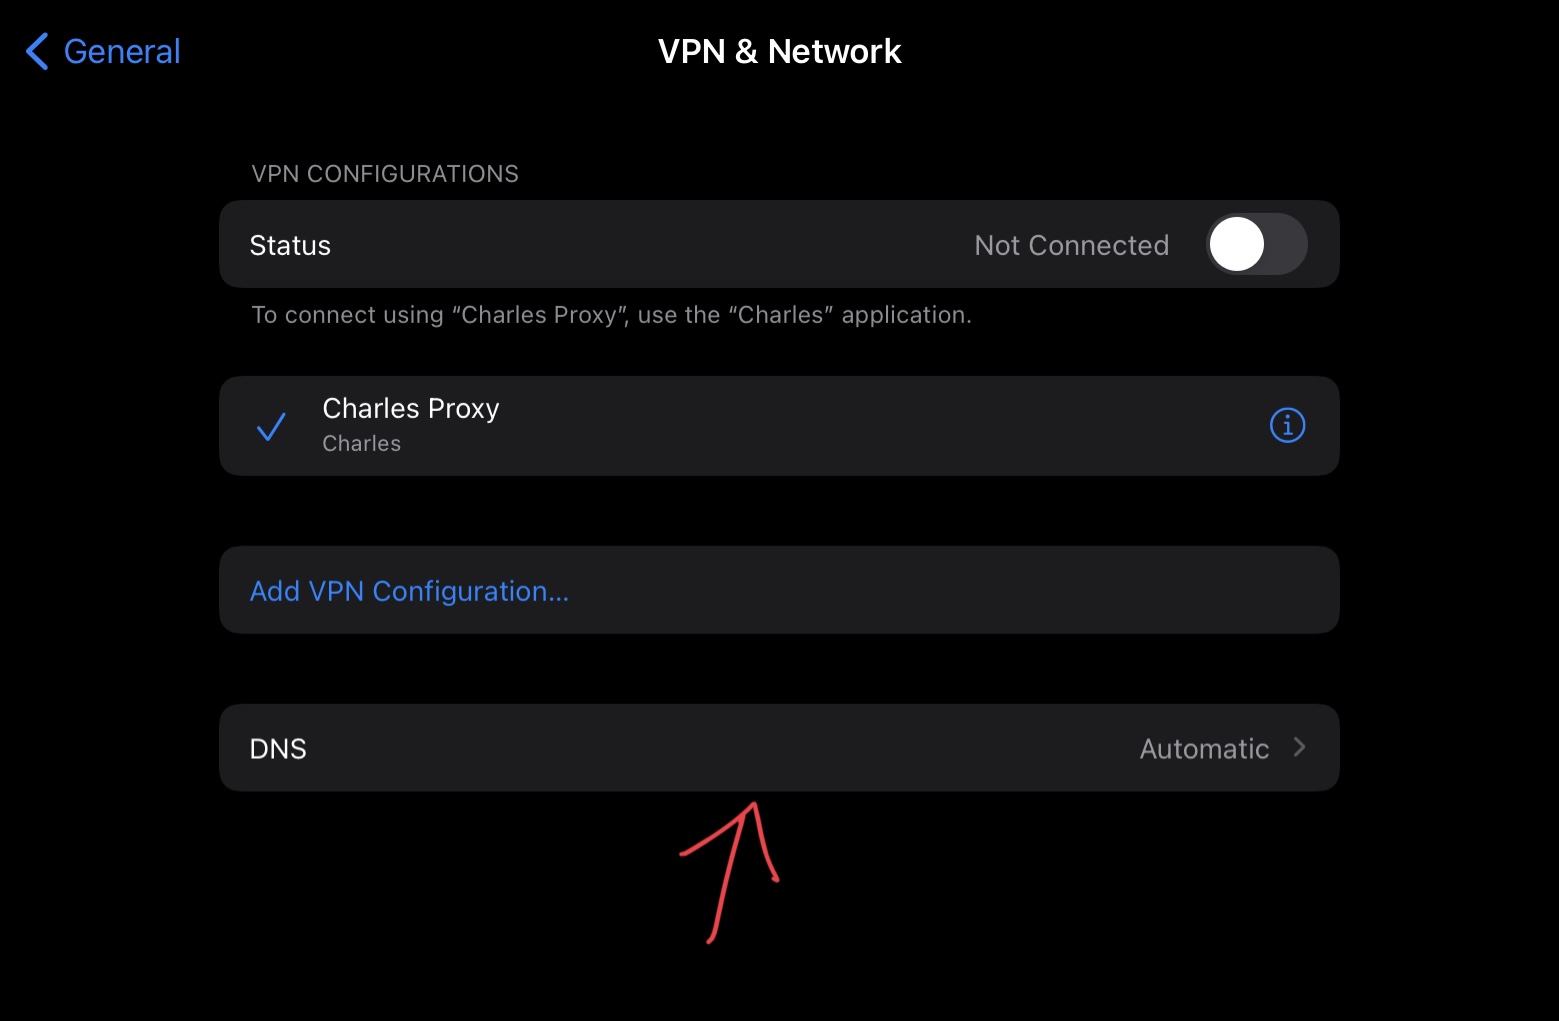 General
VPN & Network
VPN CONFIGURATIONS
Status Not Connected
To connect using “Charles Proxy”, use the “Charles” application.
Charles Proxy
Charles
Add VPN Configuration...
DNS Automatic